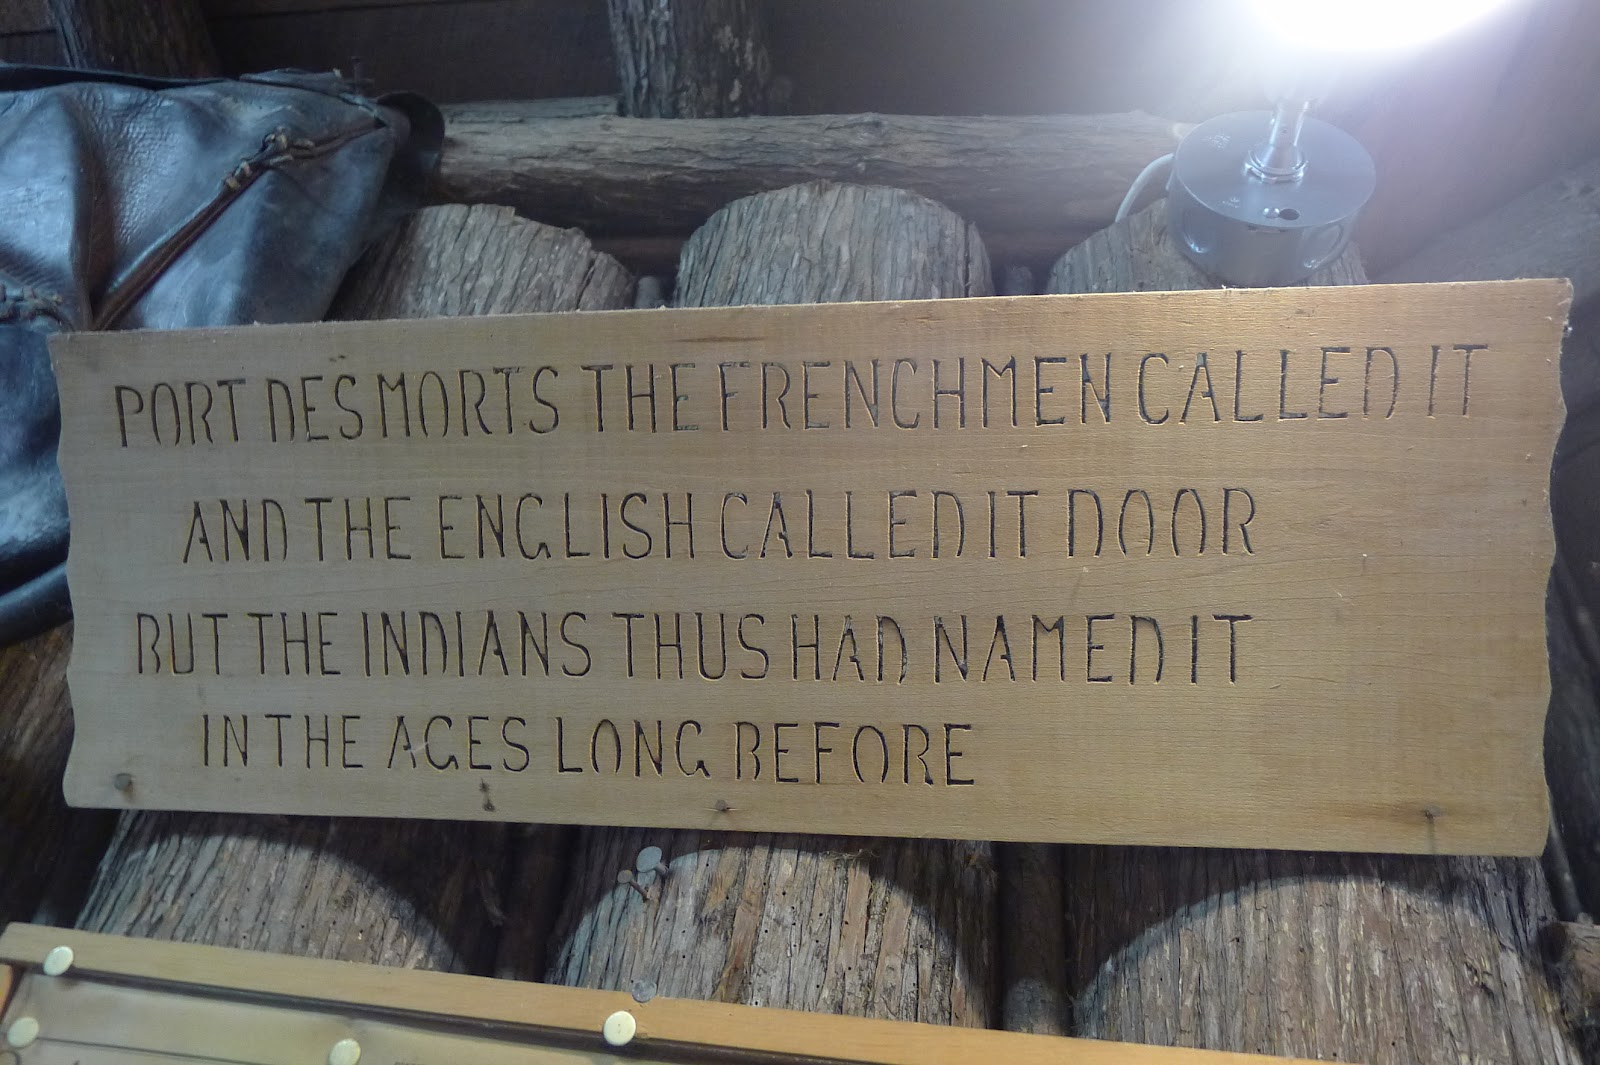 PORT DES MORTS THE FRENCHMEN CALLED IT
AND THE ENGLISH CALLED IT DOOR
BUT THE INDIANS THUS HAD NAMED IT
IN THE AGES LONG BEFORE